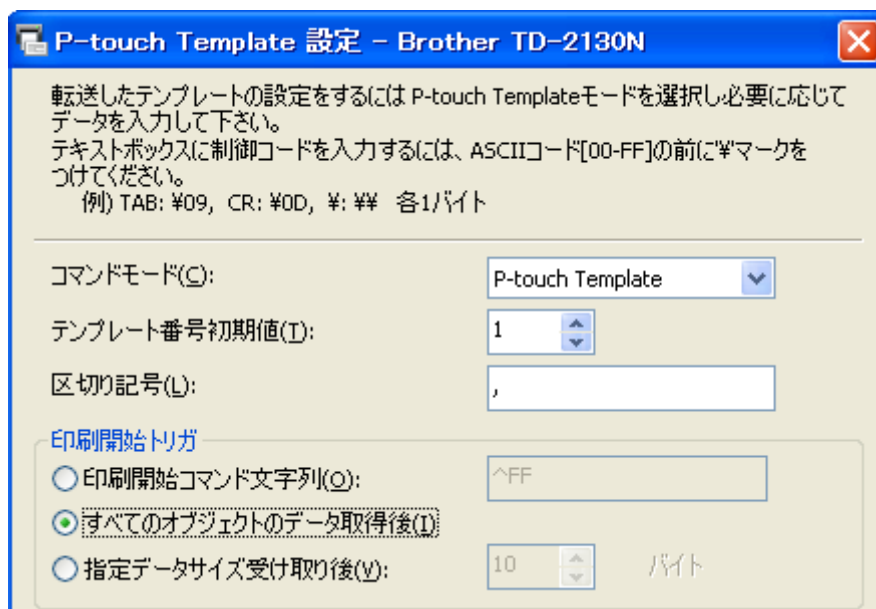 P-touch Template 設定 - Brother TD-2130N
転送したテンプレートの設定をするには P-touch Templateモードを選択し必要に応じて
データを入力して下さい。
テキストボックスに制御コードを入力するには、ASCIIコード[00-FF]の前に'¥'マークを
つけてください。
例) TAB: ¥09, CR: ¥0D, ¥: ¥¥ 各1バイト
コマンドモード(C): P-touch Template
テンプレート番号初期値(T): 1
区切り記号(L): ,
印刷開始トリガ
印刷開始コマンド文字列(O): ^FF
すべてのオブジェクトのデータ取得後(I)
指定データサイズ受け取り後(V): 10 バイト